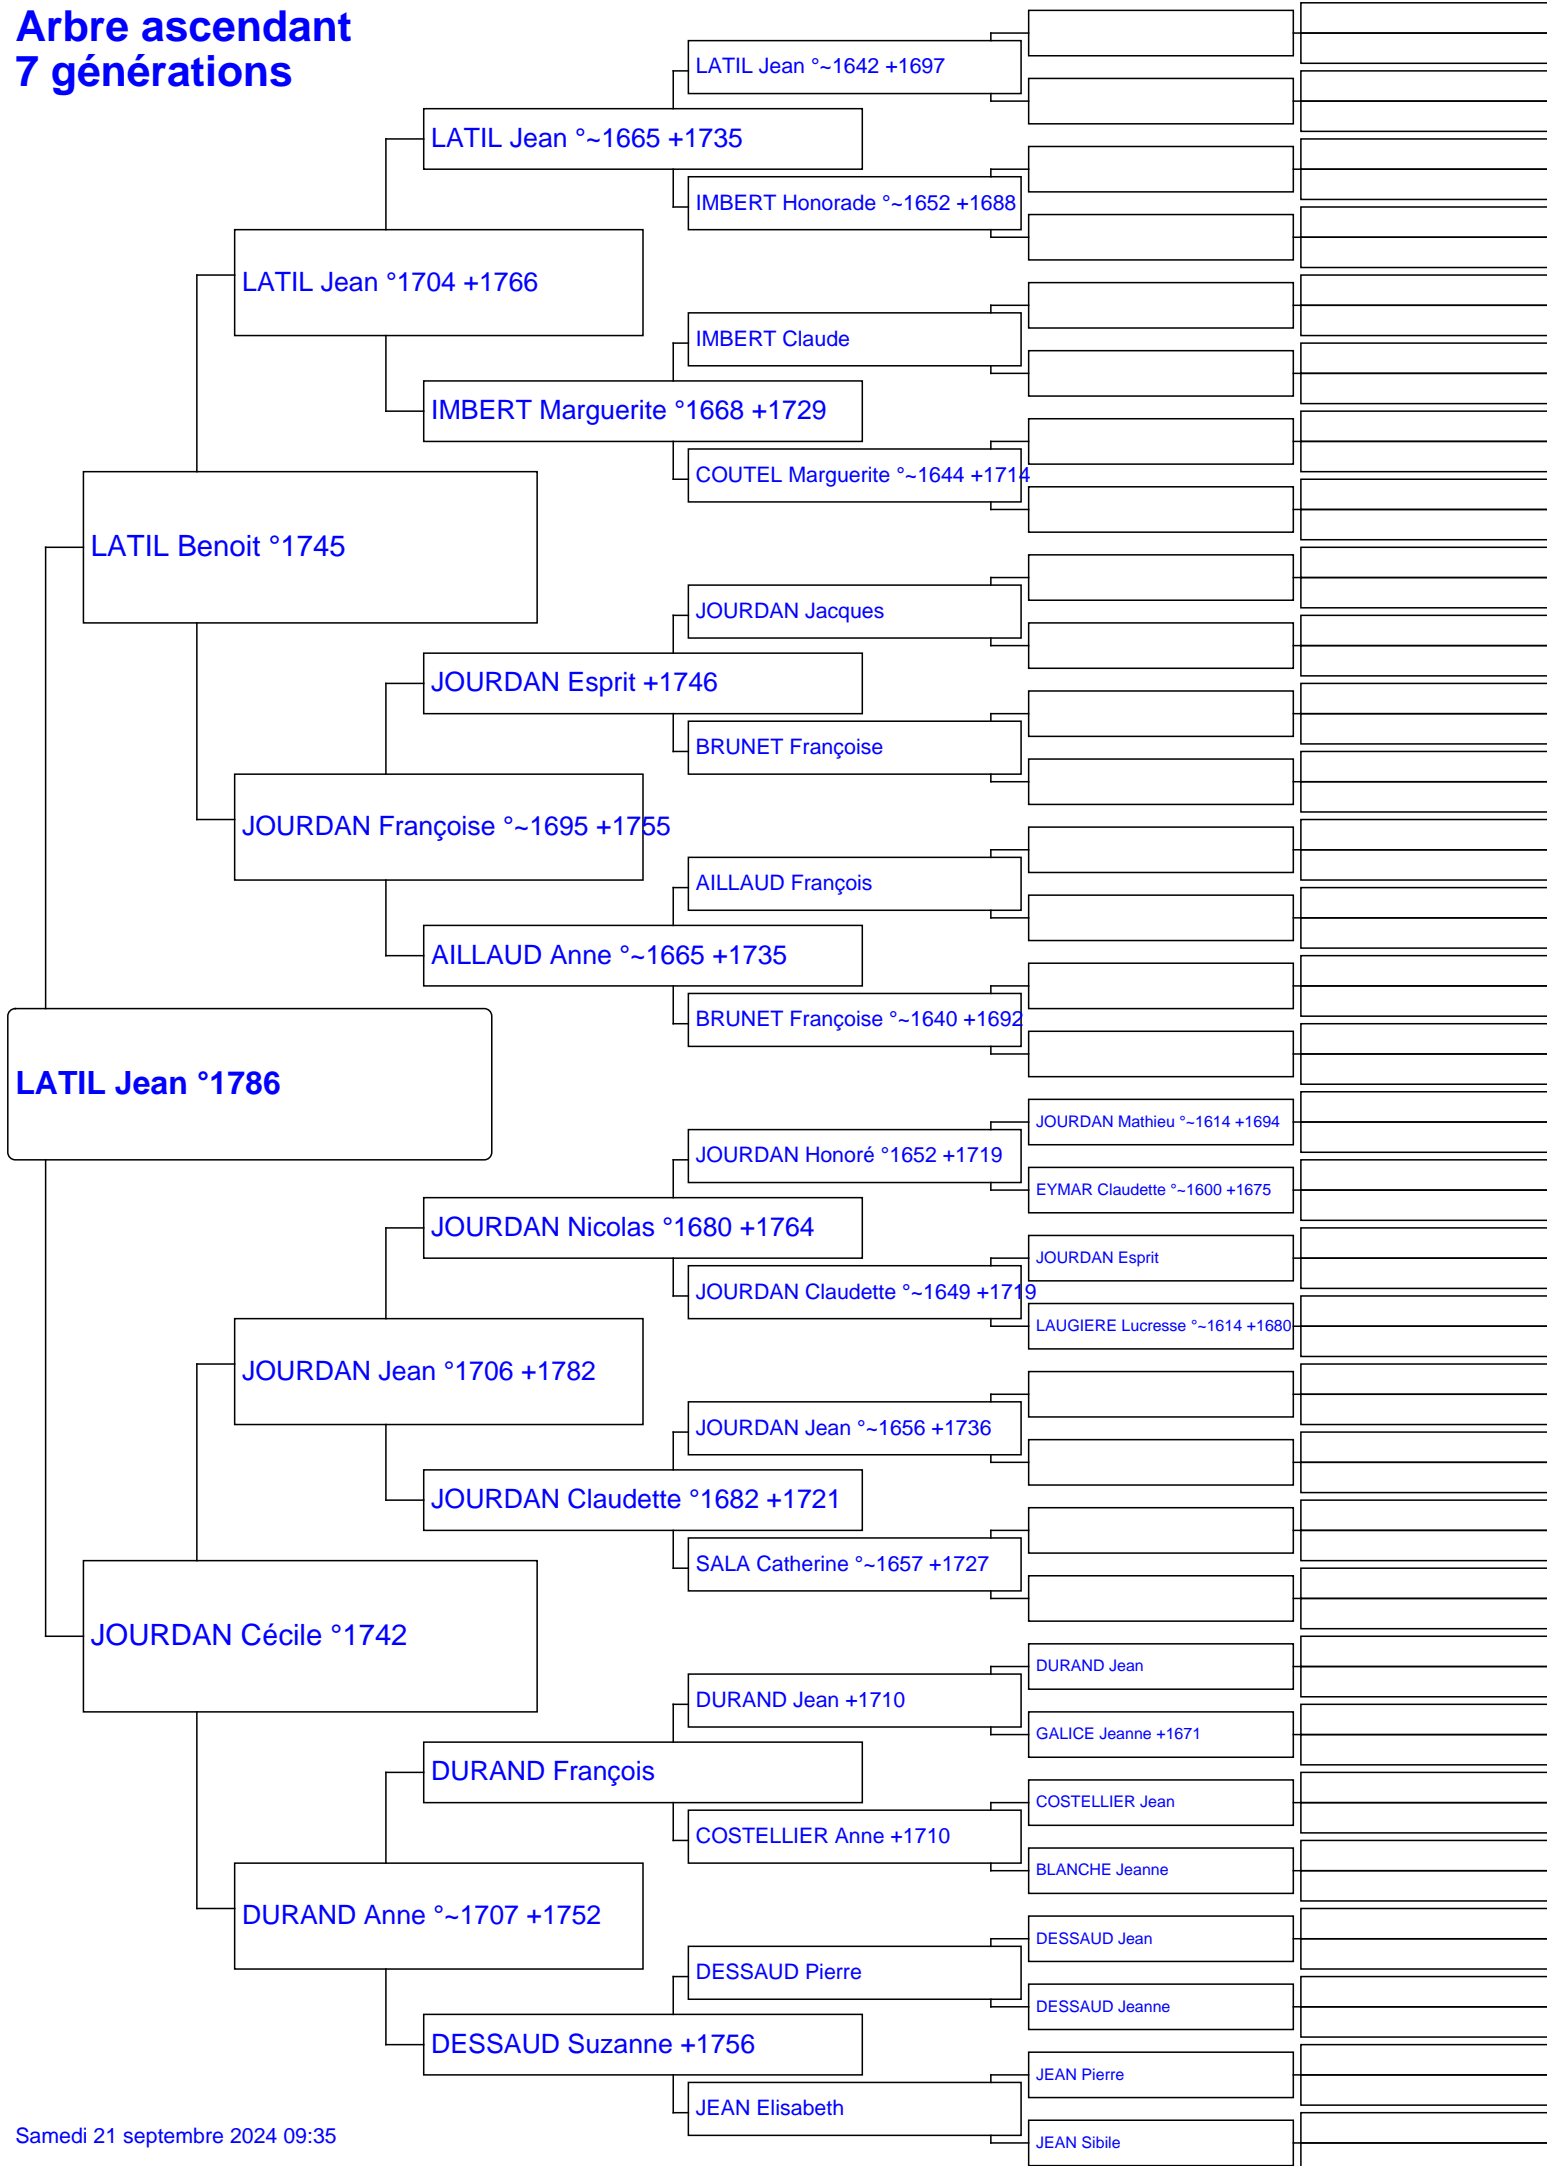 Arbre ascendant
7 générations
LATIL Jean °~1642 +1697
LATIL Jean °~1665 +1735
IMBERT Honorade °~1652 +1688
LATIL Jean °1704 +1766
IMBERT Claude
IMBERT Marguerite °1668 +1729
COUTEL Marguerite °~1644 +1714
LATIL Benoit °1745
JOURDAN Jacques
JOURDAN Esprit +1746
BRUNET Françoise
JOURDAN Françoise °~1695 +1755
AILLAUD François
AILLAUD Anne °~1665 +1735
BRUNET Françoise °~1640 +1692
LATIL Jean °1786
JOURDAN Mathieu °~1614 +1694
JOURDAN Honoré °1652 +1719
EYMAR Claudette °~1600 +1675
JOURDAN Nicolas °1680 +1764
JOURDAN Esprit
JOURDAN Claudette °~1649 +1719
LAUGIERE Lucresse °~1614 +1680
JOURDAN Jean °1706 +1782
JOURDAN Jean °~1656 +1736
JOURDAN Claudette °1682 +1721
SALA Catherine °~1657 +1727
JOURDAN Cécile °1742
DURAND Jean
DURAND Jean +1710
GALICE Jeanne +1671
DURAND François
COSTELLIER Jean
COSTELLIER Anne +1710
BLANCHE Jeanne
DURAND Anne °~1707 +1752
DESSAUD Jean
DESSAUD Pierre
DESSAUD Jeanne
DESSAUD Suzanne +1756
JEAN Pierre
JEAN Elisabeth
JEAN Sibile
Samedi 21 septembre 2024 09:35